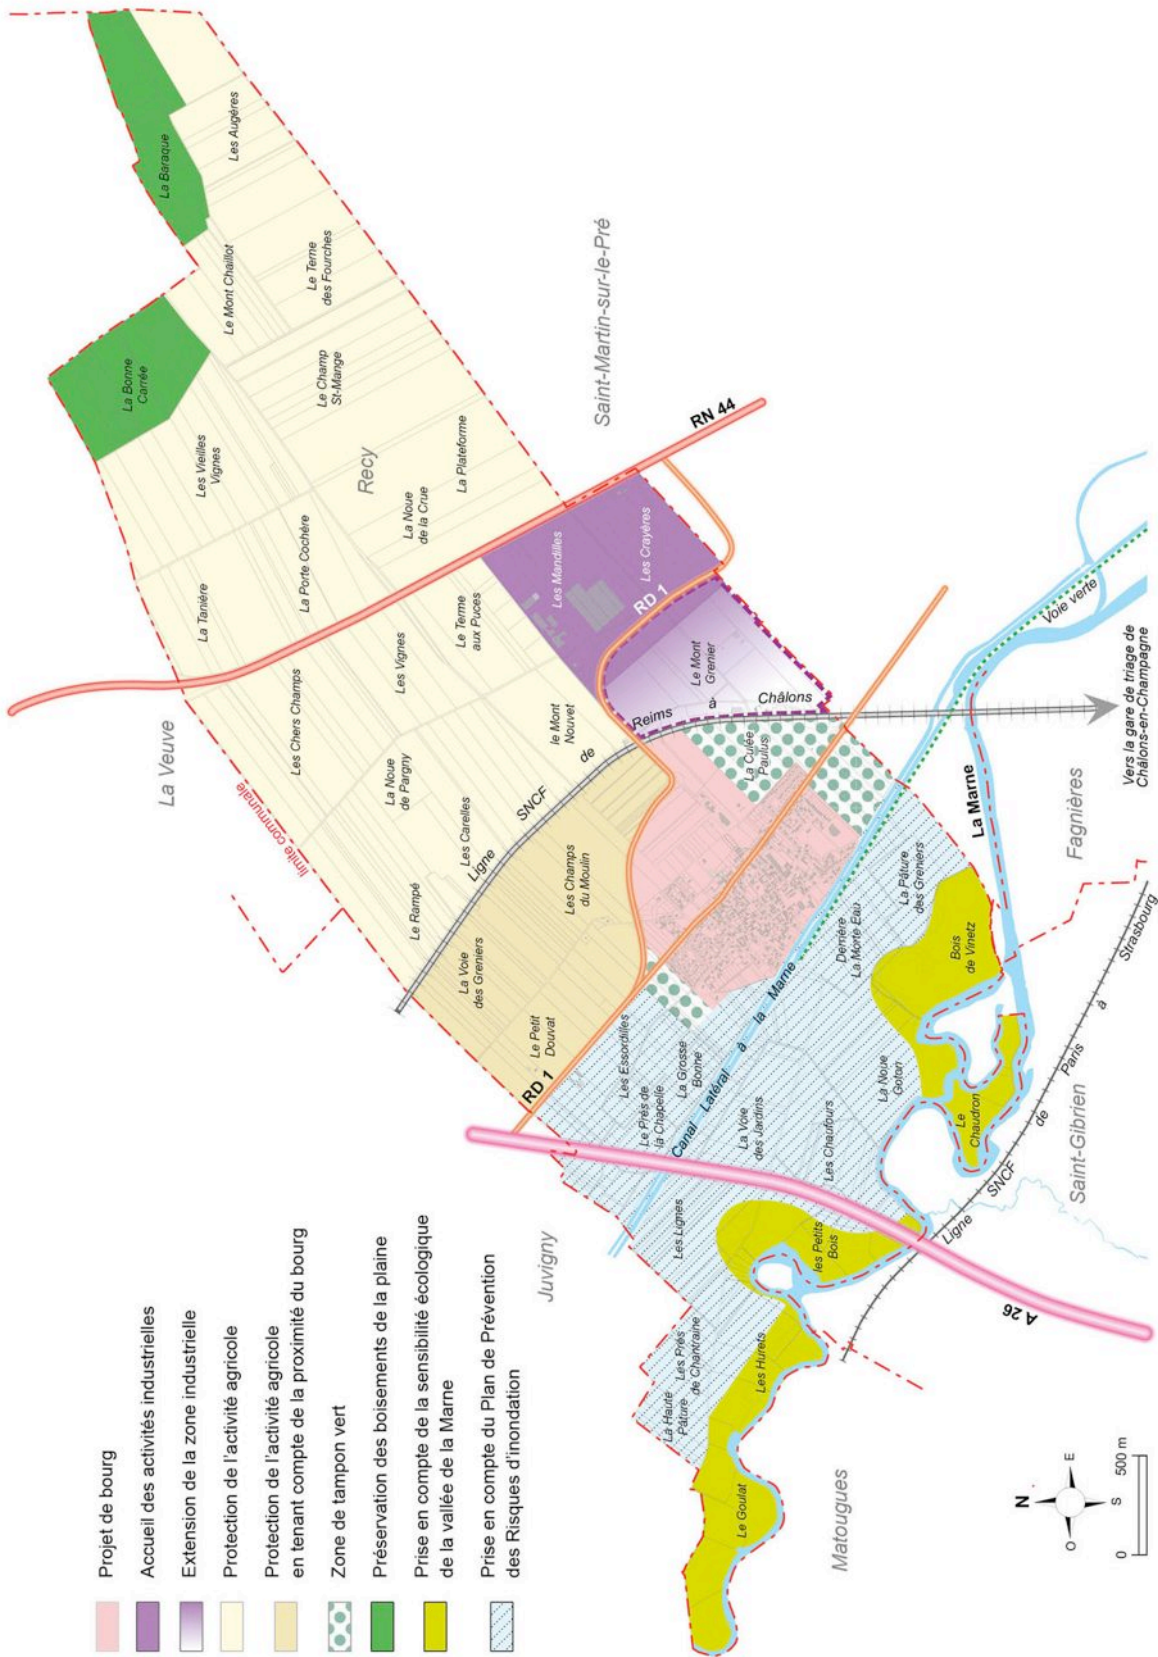 Projet de bourg
Accueil des activités industrielles
Extension de la zone industrielle
Protection de l'activité agricole
Protection de l'activité agricole
en tenant compte de la proximité du bourg
Zone de tampon vert
Préservation des boisements de la plaine
Prise en compte de la sensibilité écologique
de la vallée de la Marne
Prise en compte du Plan de Prévention
des Risques d'inondation
La Veuve
limite communale
Juvigny
Matougues
Recy
Saint-Martin-sur-le-Pré
Fagnières
Saint-Gibrien
La Baraque
Les Augères
Le Mont Chaillot
Le Terne
des Fourches
La Bonne
Carrée
Le Champ
St-Mange
Les Vieilles
Vignes
La Plateforme
La Noue
de la Crue
La Porte Cochère
La Tanière
RN 44
Les Mandilles
Les Crayères
Le Terme
aux Puces
Les Vignes
Les Chers Champs
RD 1
Le Mont
Grenier
le Mont
Nouvet
La Noue
de Pargny
Les Carelles
Le Rampé
Ligne
SNCF
de
Reims
à
Châlons
La Culée
Paulus
Les Champs
du Moulin
La Voie
des Greniers
Le Petit
Douvat
RD 1
Les Essordilles
La Grosse
Bonne
Le Prés de
la Chapelle
Canal Latéral à la Marne
La Voie
des Jardins
Les Chaufours
La Noue
Goton
Derrière
La Morte Eau
La Pâture
des Greniers
Bois
de Vinetz
Le
Chaudron
Les Lignes
les Petits
Bois
Les Prés
de Chantraine
La Haute
Pâture
Les Hurets
Le Goulat
A 26
Ligne
SNCF
de
Paris
à
Strasbourg
La Marne
Voie verte
Vers la gare de triage de
Châlons-en-Champagne
N
O
E
S
0
500 m